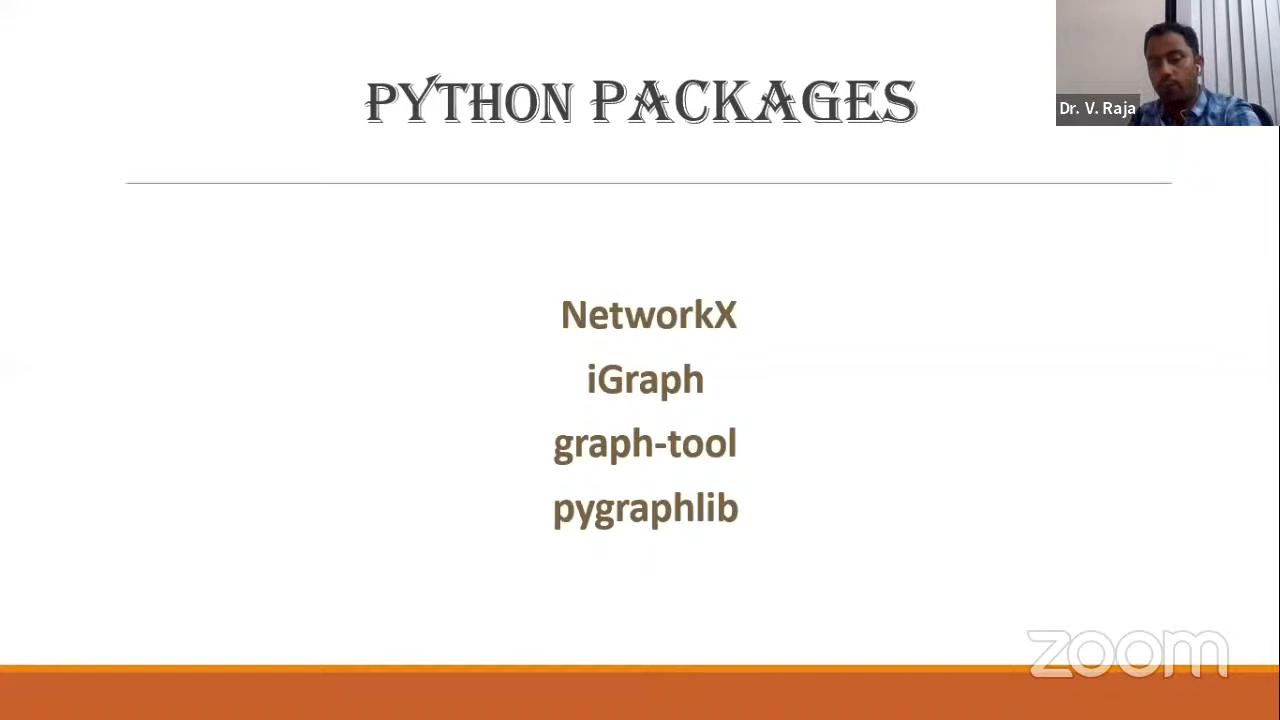 PYTHON PACKAGES
Dr. V. Raja
NetworkX
iGraph
graph-tool
pygraphlib
zoom